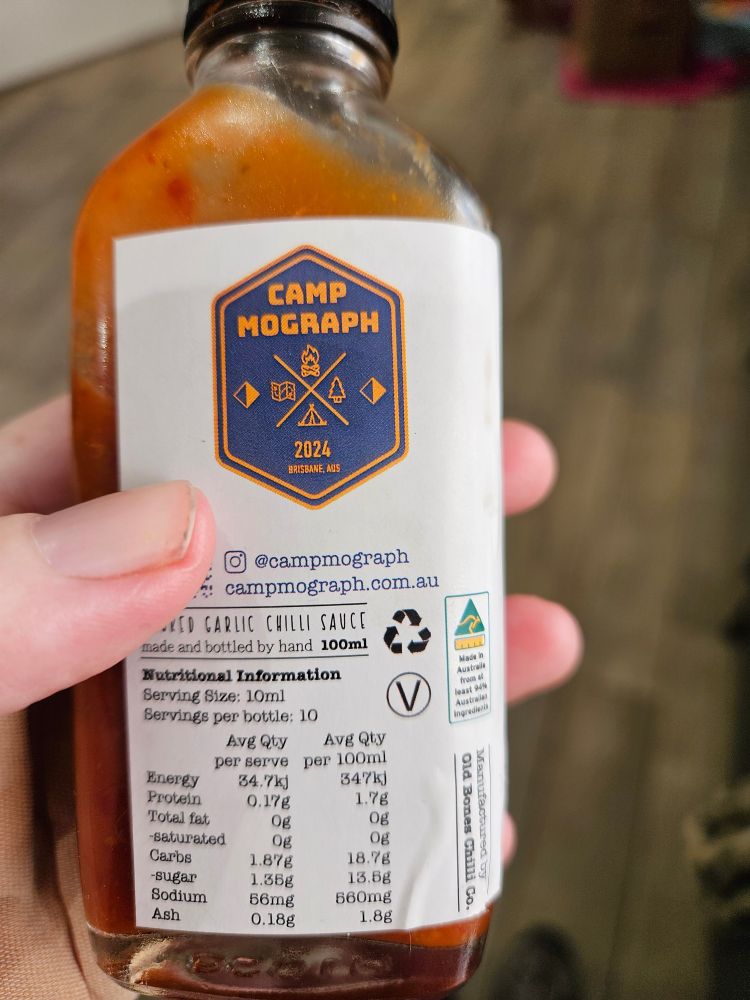 CAMP
MOGRAPH
2024
BRISBANE, AUS
@campmograph
campmograph.com.au
GARLIC CHILLI SAUCE
made and bottled by hand 100ml
V
Made in
Australia
from at
least 94%
Australian
ingredients
Nutritional Information
Serving Size: 10ml
Servings per bottle: 10
Avg Qty Avg Qty
per serve per 100ml
Energy 34.7kj 347kj
Protein 0.17g 1.7g
Total fat 0g 0g
-saturated 0g 0g
Carbs 1.87g 18.7g
-sugar 1.35g 13.5g
Sodium 56mg 560mg
Ash 0.18g 1.8g
Manufactured by
Old Bones Chilli Co.